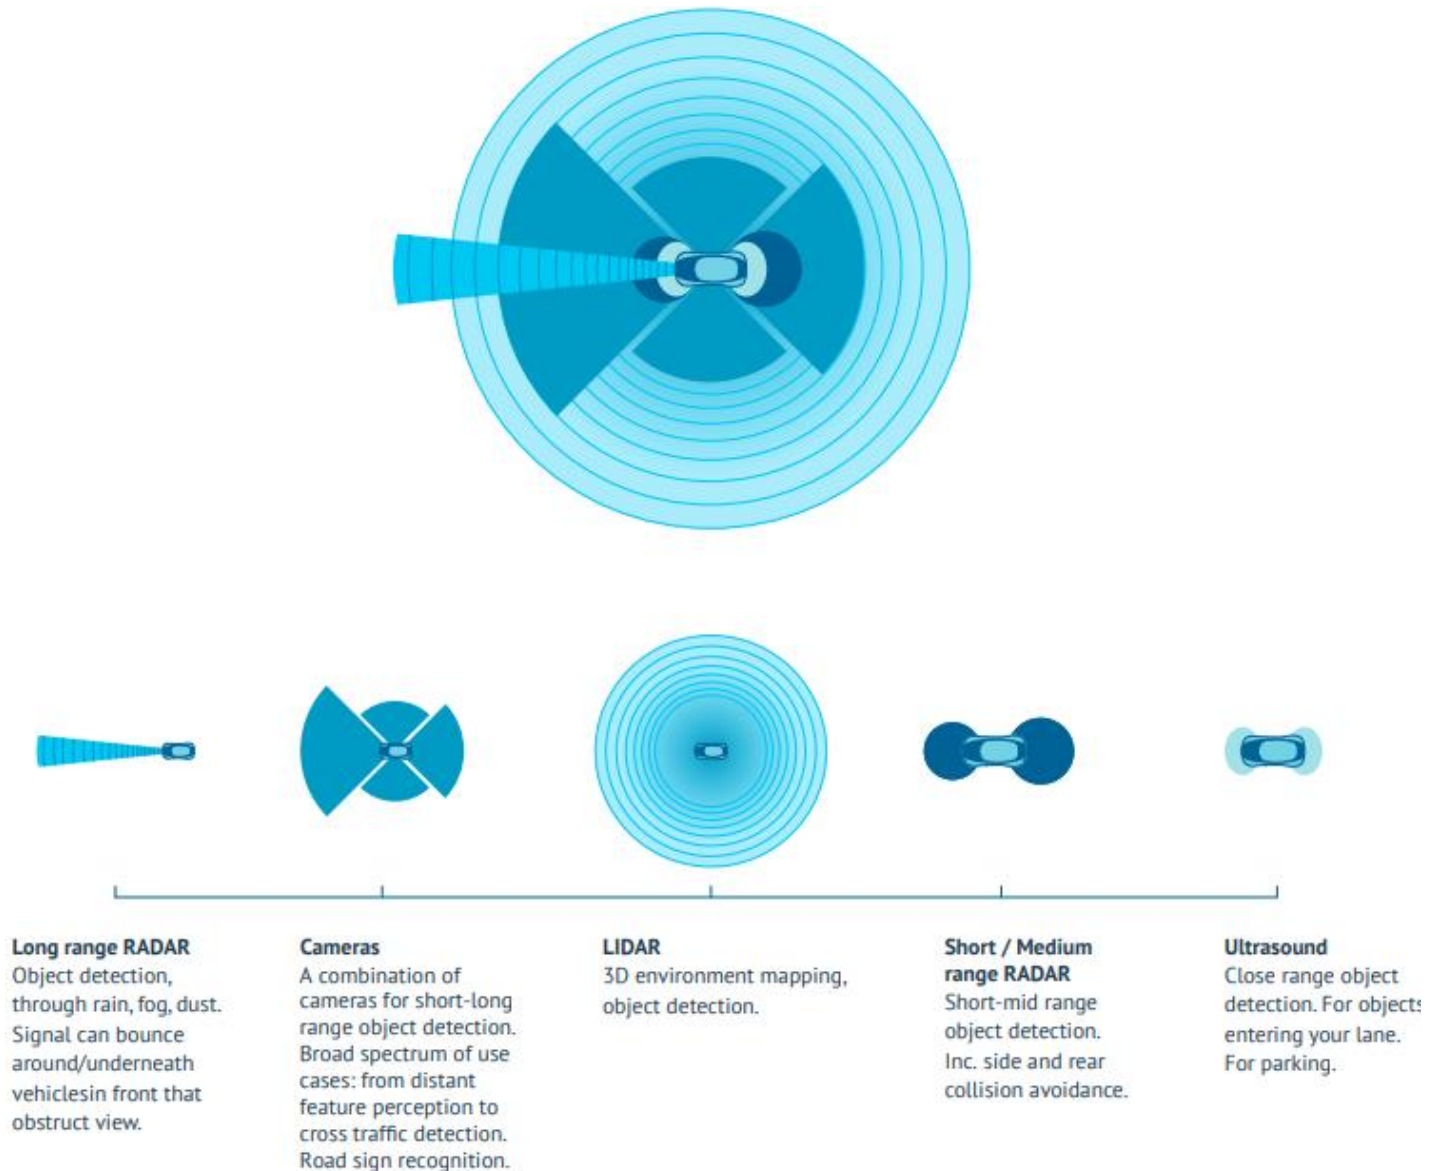 Long range RADAR
Object detection,
through rain, fog, dust.
Signal can bounce
around/underneath
vehiclesin front that
obstruct view.
Cameras
A combination of
cameras for short-long
range object detection.
Broad spectrum of use
cases: from distant
feature perception to
cross traffic detection.
Road sign recognition.
LIDAR
3D environment mapping,
object detection.
Short / Medium
range RADAR
Short-mid range
object detection.
Inc. side and rear
collision avoidance.
Ultrasound
Close range object
detection. For objects
entering your lane.
For parking.